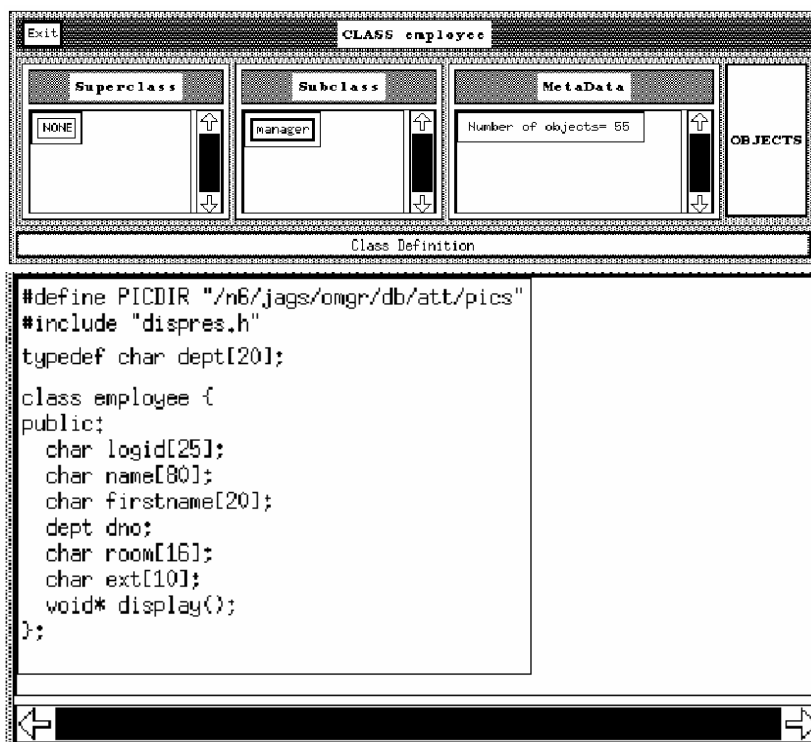 Exit
CLASS employee
Superclass
Subclass
MetaData
NONE
manager
Number of objects= 55
OBJECTS
Class Definition
#define PICDIR "/n6/jags/omgr/db/att/pics"
#include "dispres.h"
typedef char dept[20];
class employee {
public:
char logid[25];
char name[80];
char firstname[20];
dept dno;
char room[16];
char ext[10];
void* display();
};